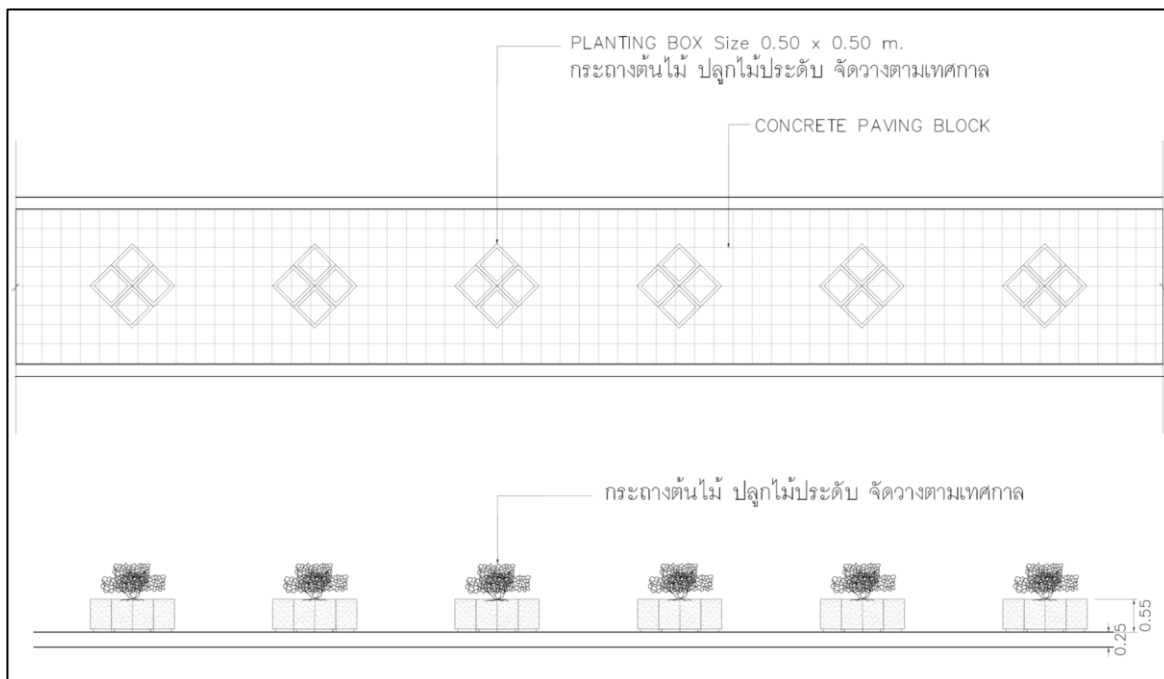 PLANTING BOX Size 0.50 x 0.50 m.
กระถางต้นไม้ ปลูกไม้ประดับ จัดวางตามเทศกาล
CONCRETE PAVING BLOCK
กระถางต้นไม้ ปลูกไม้ประดับ จัดวางตามเทศกาล
0.55
0.25